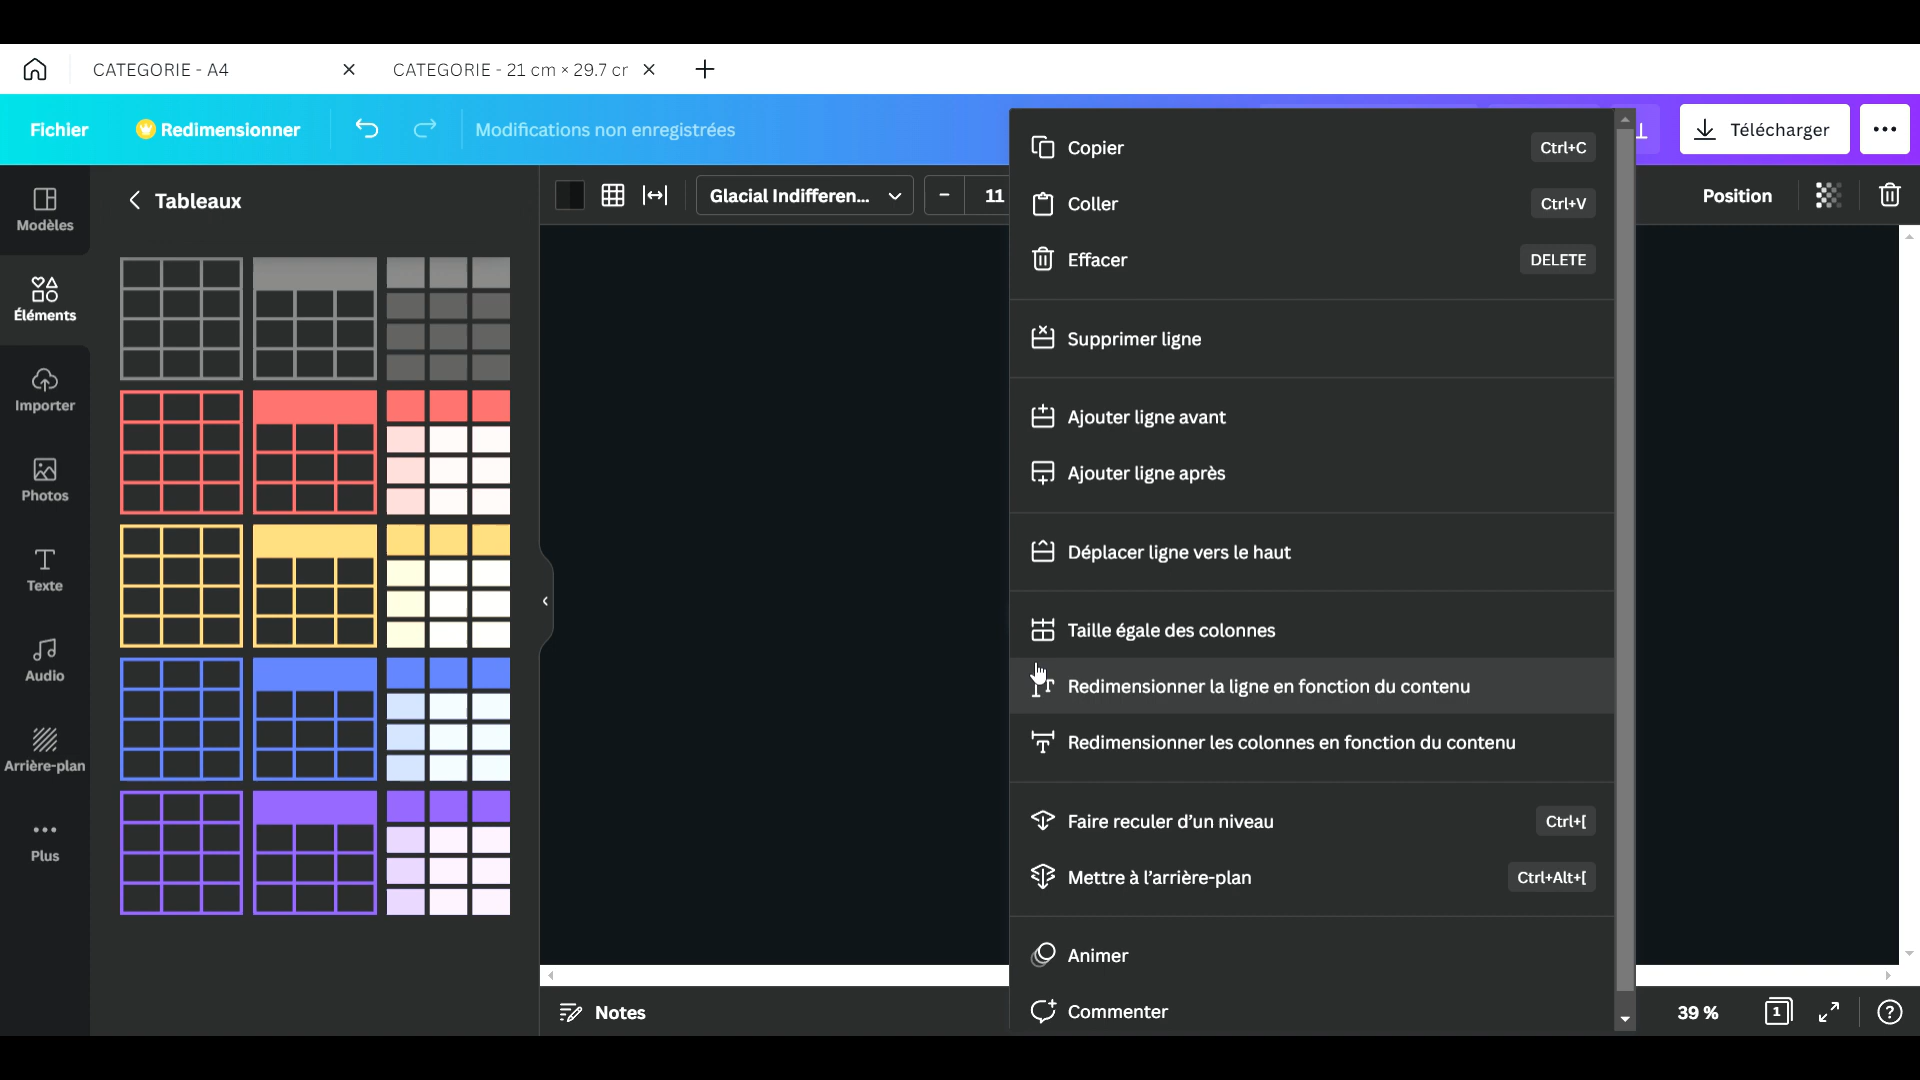 CATEGORIE - A4
CATEGORIE - 21 cm × 29.7 cr
Fichier
Redimensionner
Modifications non enregistrées
Télécharger
Modèles
Éléments
Importer
Photos
Texte
Audio
Arrière-plan
Plus
Tableaux
Glacial Indifferen...
11
Position
Copier Ctrl+C
Coller Ctrl+V
Effacer DELETE
Supprimer ligne
Ajouter ligne avant
Ajouter ligne après
Déplacer ligne vers le haut
Taille égale des colonnes
Redimensionner la ligne en fonction du contenu
Redimensionner les colonnes en fonction du contenu
Faire reculer d’un niveau Ctrl+[
Mettre à l’arrière-plan Ctrl+Alt+[
Animer
Commenter
Notes
39 %
1